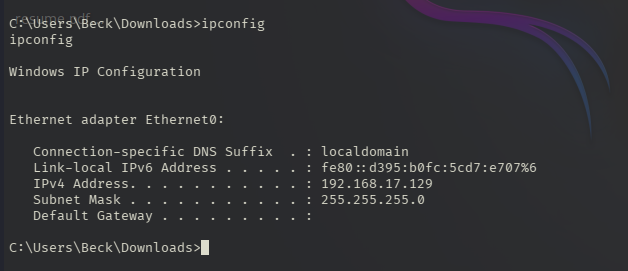 resume.pdf
C:\Users\Beck\Downloads>ipconfig
ipconfig
Windows IP Configuration
Ethernet adapter Ethernet0:
Connection-specific DNS Suffix  . : localdomain
Link-local IPv6 Address . . . . . : fe80::d395:b0fc:5cd7:e707%6
IPv4 Address. . . . . . . . . . . : 192.168.17.129
Subnet Mask . . . . . . . . . . . : 255.255.255.0
Default Gateway . . . . . . . . . :
C:\Users\Beck\Downloads>